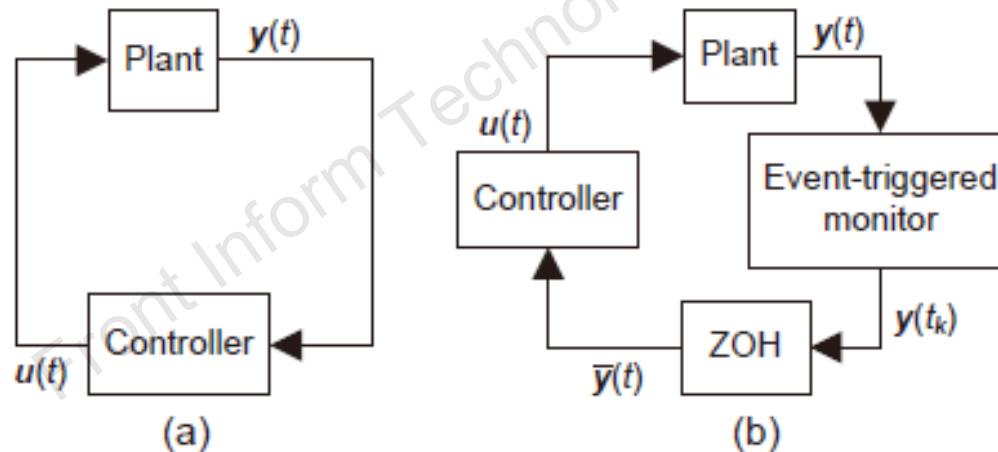 Plant
y(t)
Controller
u(t)
(a)
Plant
y(t)
u(t)
Controller
Event-triggered
monitor
y(tₖ)
ZOH
ȳ(t)
(b)
Front Inform Technol